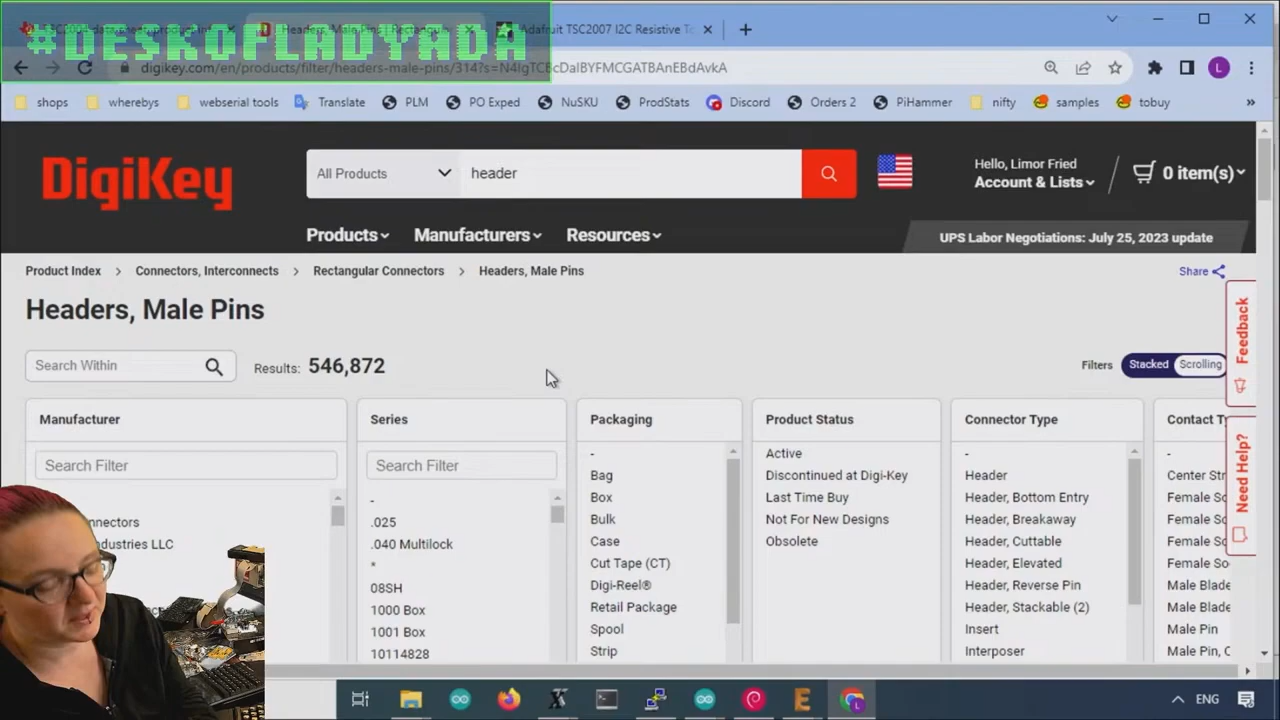 #DESKOFLADYADA
Adafruit TSC2007 I2C Resistive To
digikey.com/en/products/filter/headers-male-pins/314?s=N4IgTCBcDaIBYFMCGATBAnEBdAvkA
shops
wherebys
webserial tools
Translate
PLM
PO Exped
NuSKU
ProdStats
Discord
Orders 2
PiHammer
nifty
samples
tobuy
»
DigiKey
All Products
header
Hello, Limor Fried
Account & Lists
0 item(s)
Products
Manufacturers
Resources
UPS Labor Negotiations: July 25, 2023 update
Product Index > Connectors, Interconnects > Rectangular Connectors > Headers, Male Pins
Share
Headers, Male Pins
Feedback
Search Within
Results: 546,872
Filters
Stacked
Scrolling
Need Help?
Manufacturer
Search Filter
nnectors
ndustries LLC
Series
Search Filter
-
.025
.040 Multilock
*
08SH
1000 Box
1001 Box
10114828
Packaging
-
Bag
Box
Bulk
Case
Cut Tape (CT)
Digi-Reel®
Retail Package
Spool
Strip
Product Status
Active
Discontinued at Digi-Key
Last Time Buy
Not For New Designs
Obsolete
Connector Type
-
Header
Header, Bottom Entry
Header, Breakaway
Header, Cuttable
Header, Elevated
Header, Reverse Pin
Header, Stackable (2)
Insert
Interposer
Contact Ty
-
Center Str
Female So
Female So
Female So
Female So
Male Blade
Male Blade
Male Pin
Male Pin, C
ENG